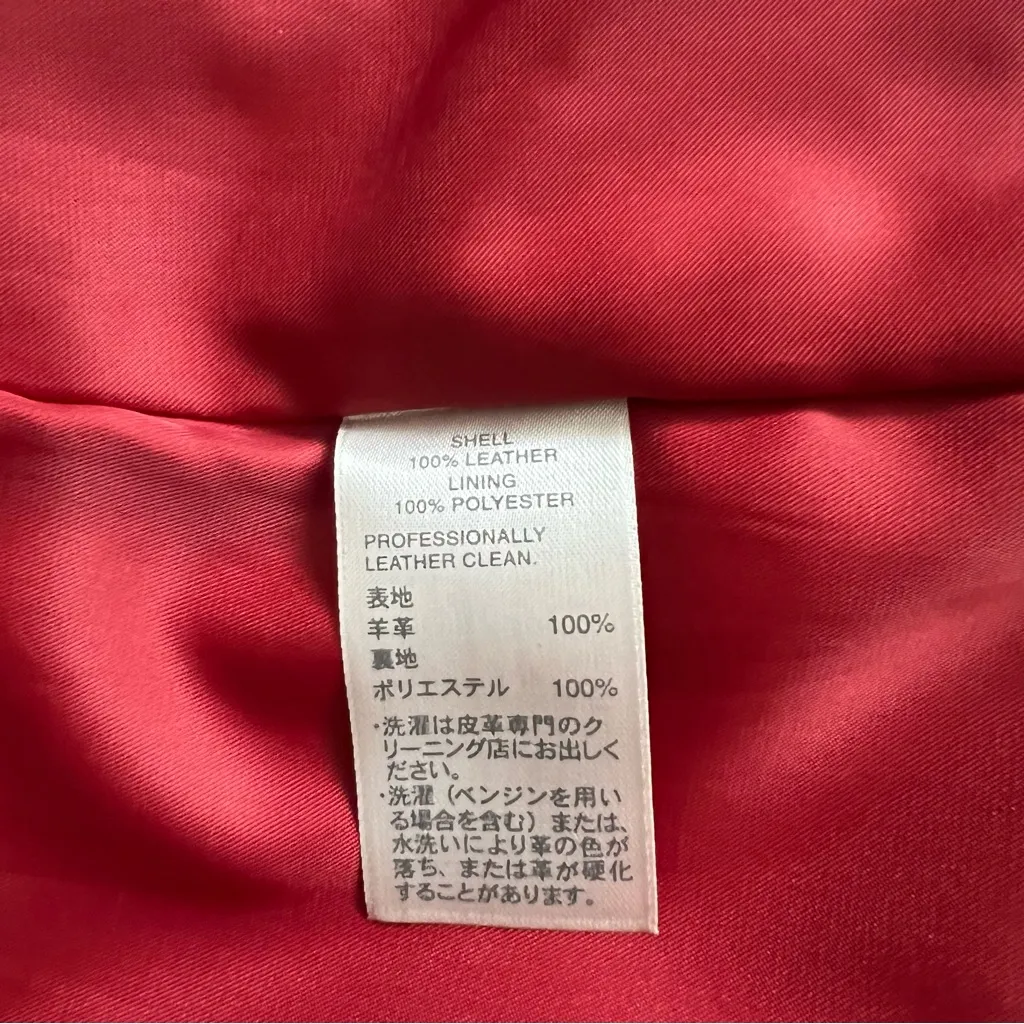 SHELL
100% LEATHER
LINING
100% POLYESTER
PROFESSIONALLY
LEATHER CLEAN.
表地
羊革 100%
裏地
ポリエステル 100%
・洗濯は皮革専門のク
リーニング店にお出しく
ださい。
・洗濯（ベンジンを用い
る場合を含む）または、
水洗いにより革の色が
落ち、または革が硬化
することがあります。